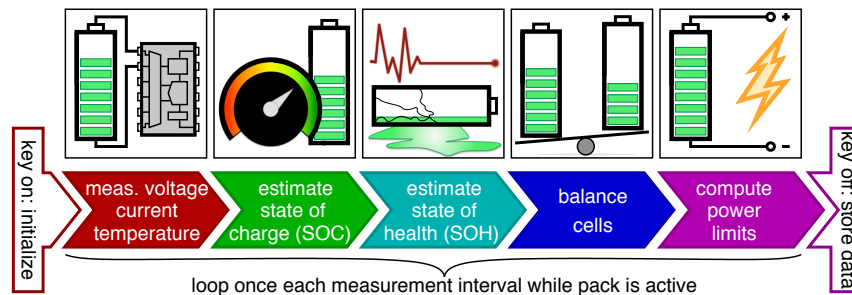 +
-
key on: initialize
meas. voltage
current
temperature
estimate
state of
charge (SOC)
estimate
state of
health (SOH)
balance
cells
compute
power
limits
key off: store data
loop once each measurement interval while pack is active